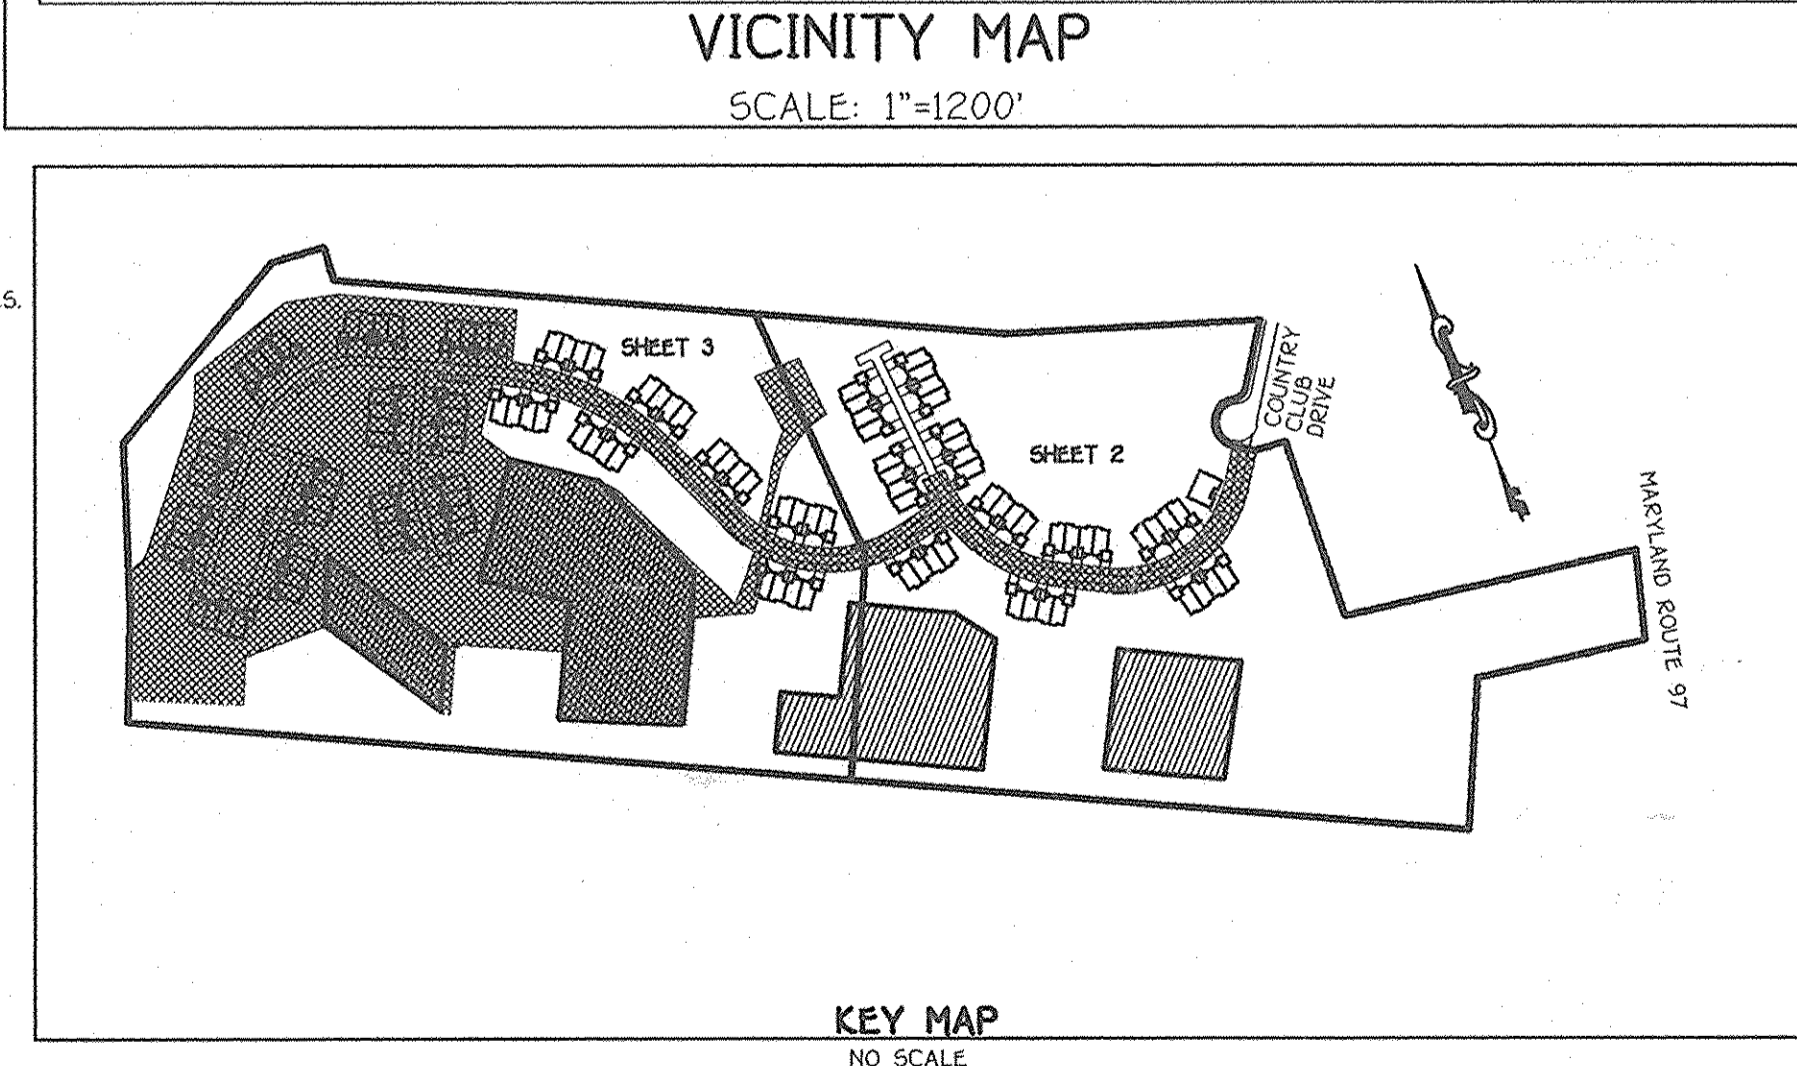 VICINITY MAP
SCALE: 1"=1200'
S.
SHEET 3
SHEET 2
COUNTRY
CLUB
DRIVE
MARYLAND ROUTE 97
KEY MAP
NO SCALE